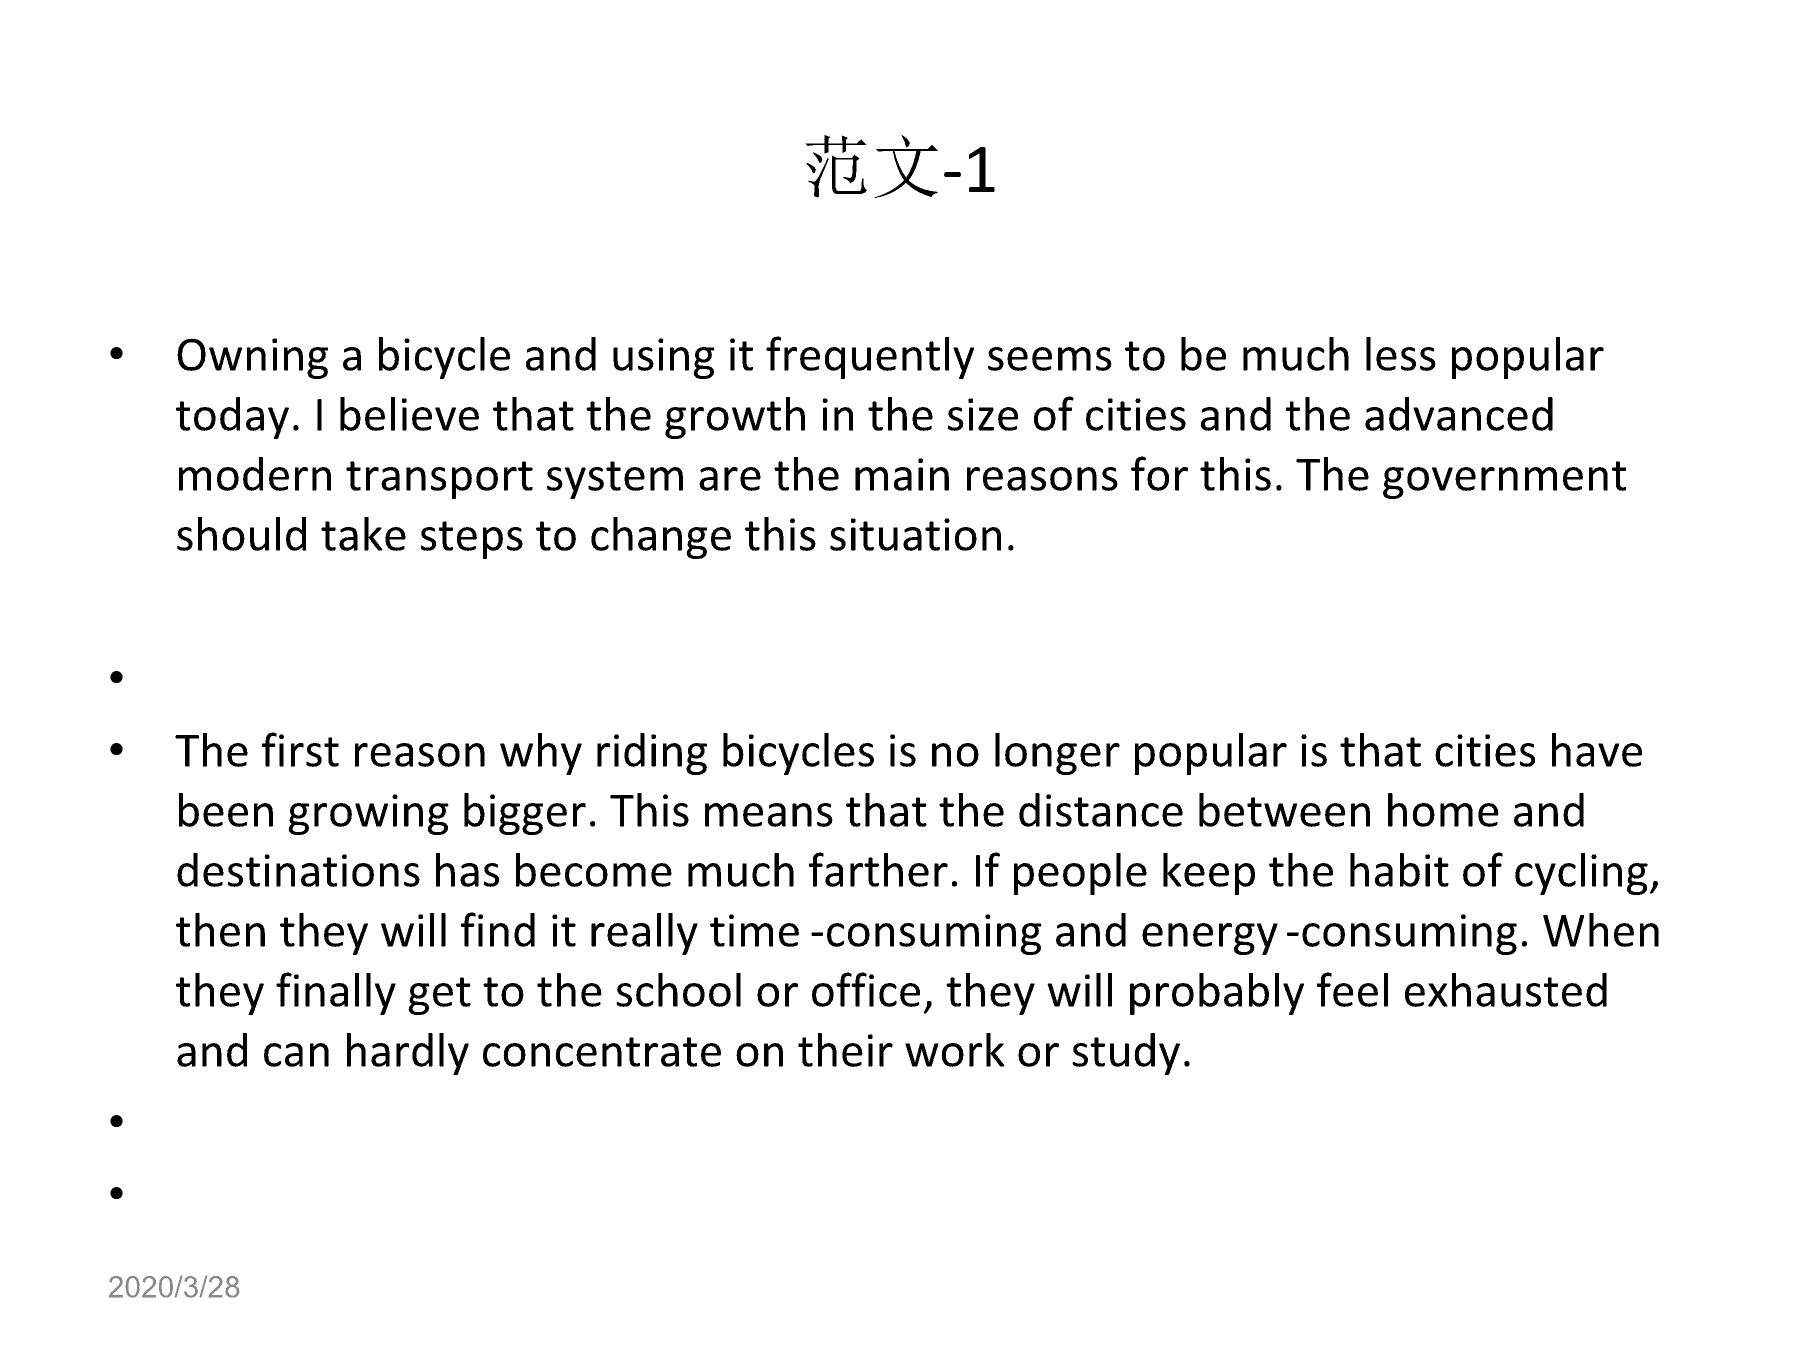 范文-1
• Owning a bicycle and using it frequently seems to be much less popular
today. I believe that the growth in the size of cities and the advanced
modern transport system are the main reasons for this. The government
should take steps to change this situation.
•
• The first reason why riding bicycles is no longer popular is that cities have
been growing bigger. This means that the distance between home and
destinations has become much farther. If people keep the habit of cycling,
then they will find it really time -consuming and energy -consuming. When
they finally get to the school or office, they will probably feel exhausted
and can hardly concentrate on their work or study.
•
•
2020/3/28